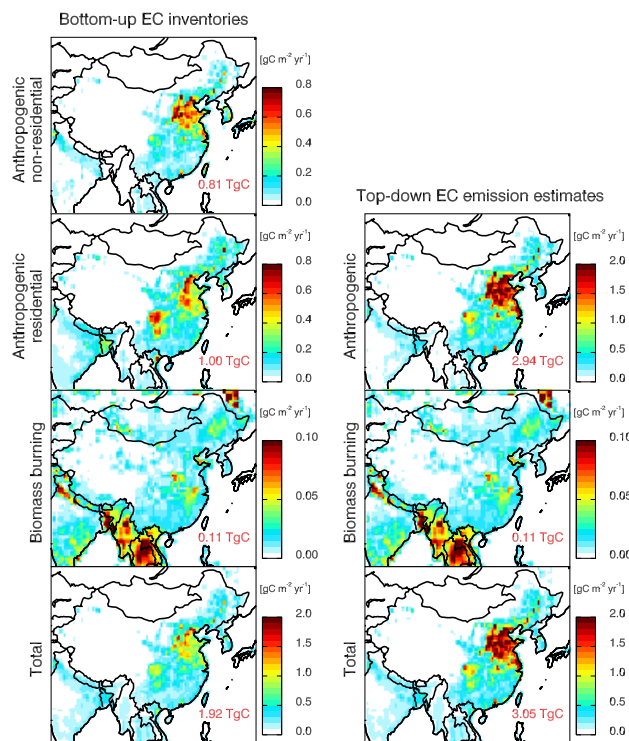 Bottom-up EC inventories
Anthropogenic
non-residential
[gC m⁻² yr⁻¹]
0.8
0.6
0.4
0.2
0.0
0.81 TgC
Top-down EC emission estimates
Anthropogenic
residential
[gC m⁻² yr⁻¹]
0.8
0.6
0.4
0.2
0.0
1.00 TgC
Anthropogenic
[gC m⁻² yr⁻¹]
2.0
1.5
1.0
0.5
0.0
2.94 TgC
Biomass burning
[gC m⁻² yr⁻¹]
0.10
0.05
0.00
0.11 TgC
Biomass burning
[gC m⁻² yr⁻¹]
0.10
0.05
0.00
0.11 TgC
Total
[gC m⁻² yr⁻¹]
2.0
1.5
1.0
0.5
0.0
1.92 TgC
Total
[gC m⁻² yr⁻¹]
2.0
1.5
1.0
0.5
0.0
3.05 TgC